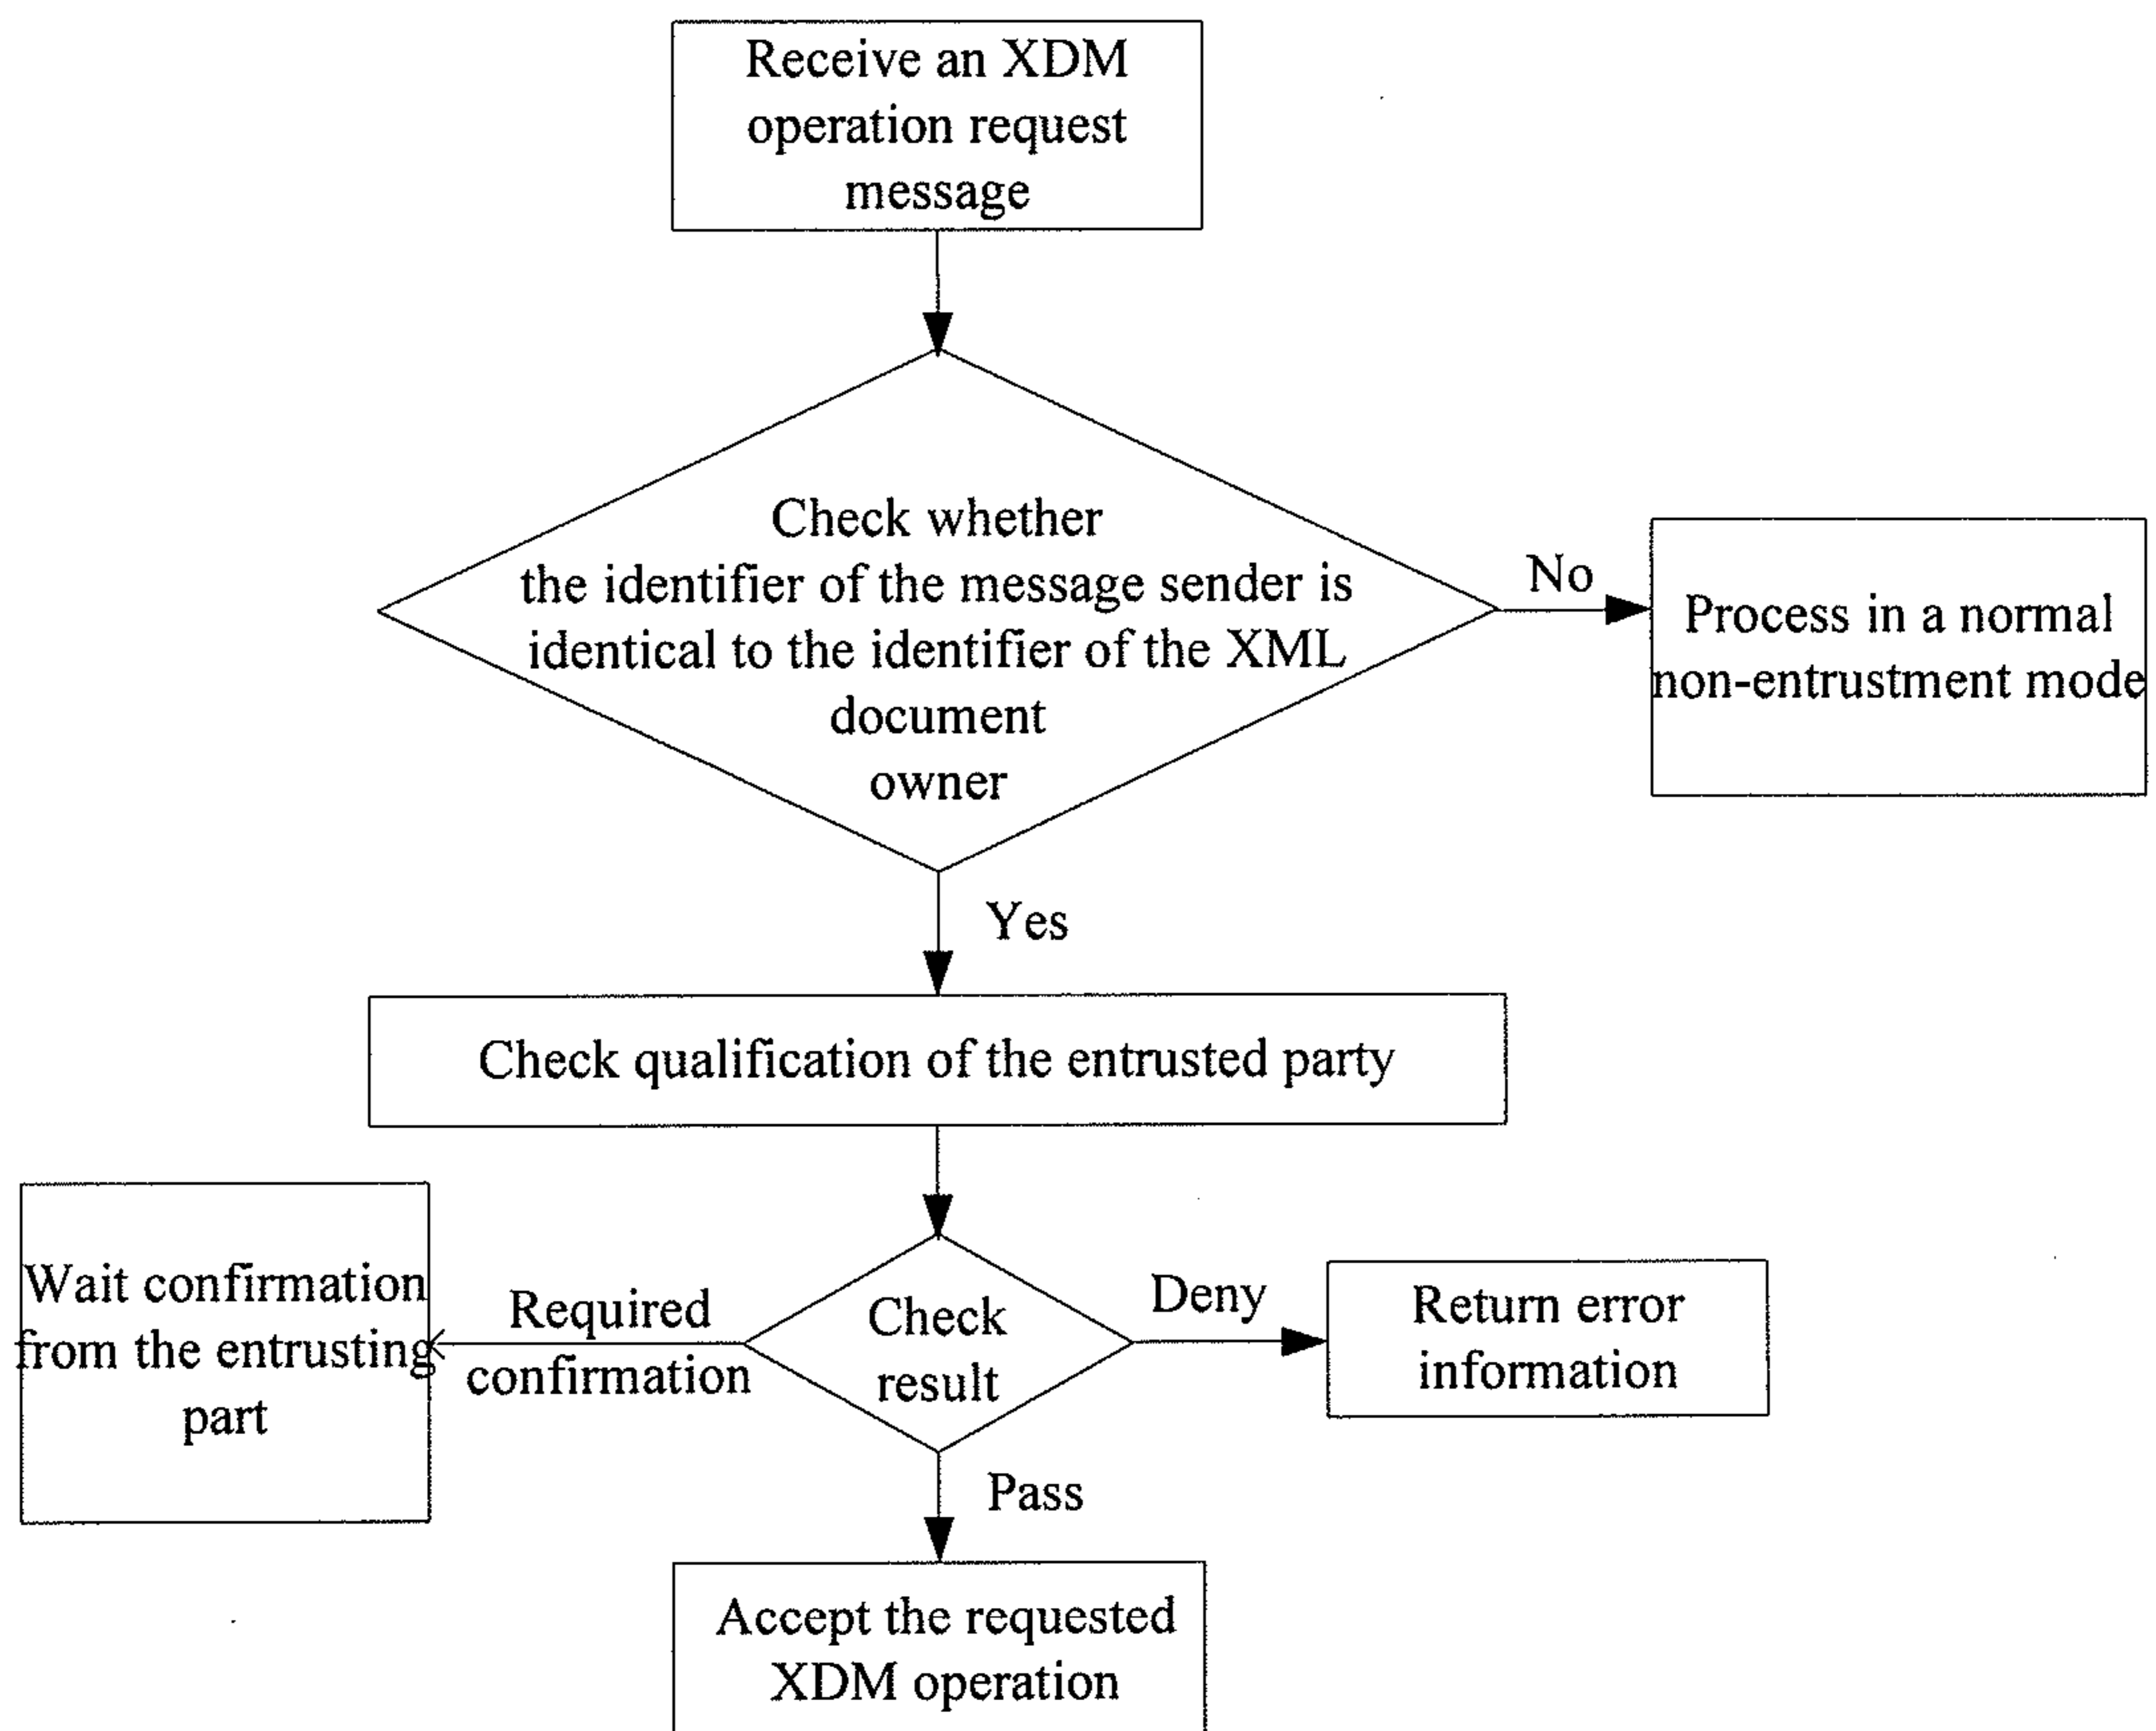 Receive an XDM
operation request
message
Check whether
the identifier of the message sender is
identical to the identifier of the XML
document
owner
No
Process in a normal
non-entrustment mode
Yes
Check qualification of the entrusted party
Wait confirmation
from the entrusting
part
Required
confirmation
Check
result
Deny
Return error
information
Pass
Accept the requested
XDM operation